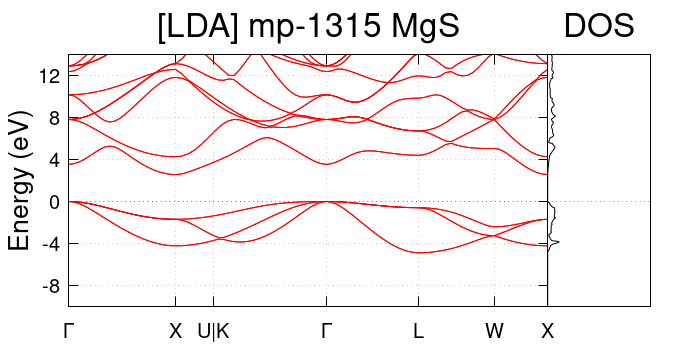 [LDA] mp-1315 MgS
DOS
Energy (eV)
12
8
4
0
-4
-8
Γ X U|K Γ L W X